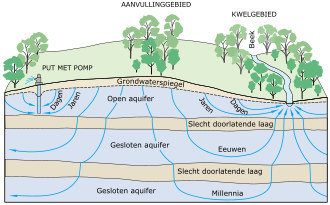 AANVULLINGGEBIED
KWELGEBIED
Beek
PUT MET POMP
Grondwaterspiegel
Dagen
Jaren
Open aquifer
Jaren
Dagen
Slecht doorlatende laag
Gesloten aquifer
Eeuwen
Slecht doorlatende laag
Gesloten aquifer
Millennia